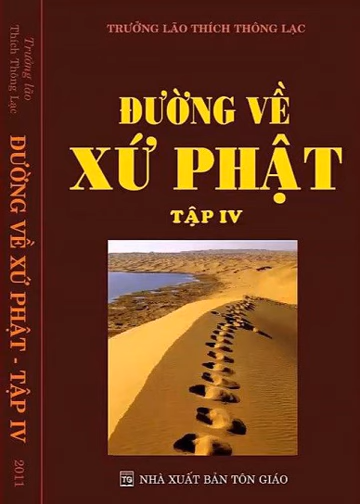 TRƯỞNG LÃO THÍCH THÔNG LẠC
ĐƯỜNG VỀ
XỨ PHẬT
TẬP IV
TG
NHÀ XUẤT BẢN TÔN GIÁO
Trưởng lão
Thích Thông Lạc
ĐƯỜNG VỀ XỨ PHẬT - TẬP IV
2011